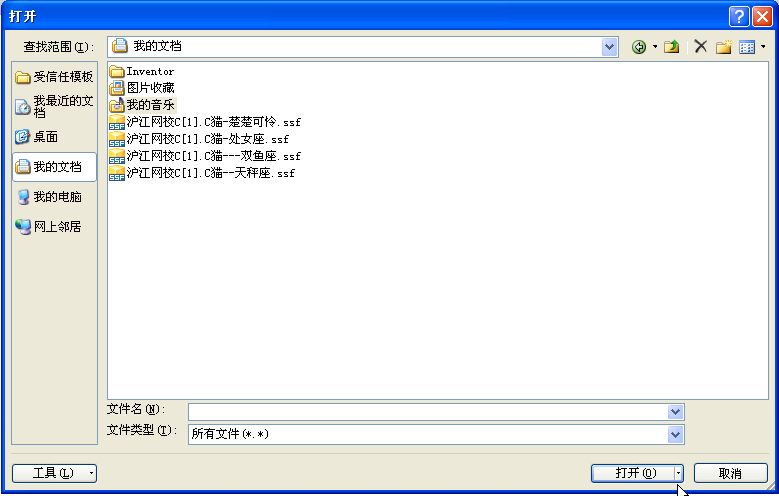 打开
查找范围(I):
我的文档
受信任模板
我最近的文
档
桌面
我的文档
我的电脑
网上邻居
Inventor
图片收藏
我的音乐
沪江网校C[1].C猫-楚楚可怜.ssf
沪江网校C[1].C猫-处女座.ssf
沪江网校C[1].C猫---双鱼座.ssf
沪江网校C[1].C猫--天秤座.ssf
文件名(N):
文件类型(T):
所有文件(*.*)
工具(L)
打开(O)
取消